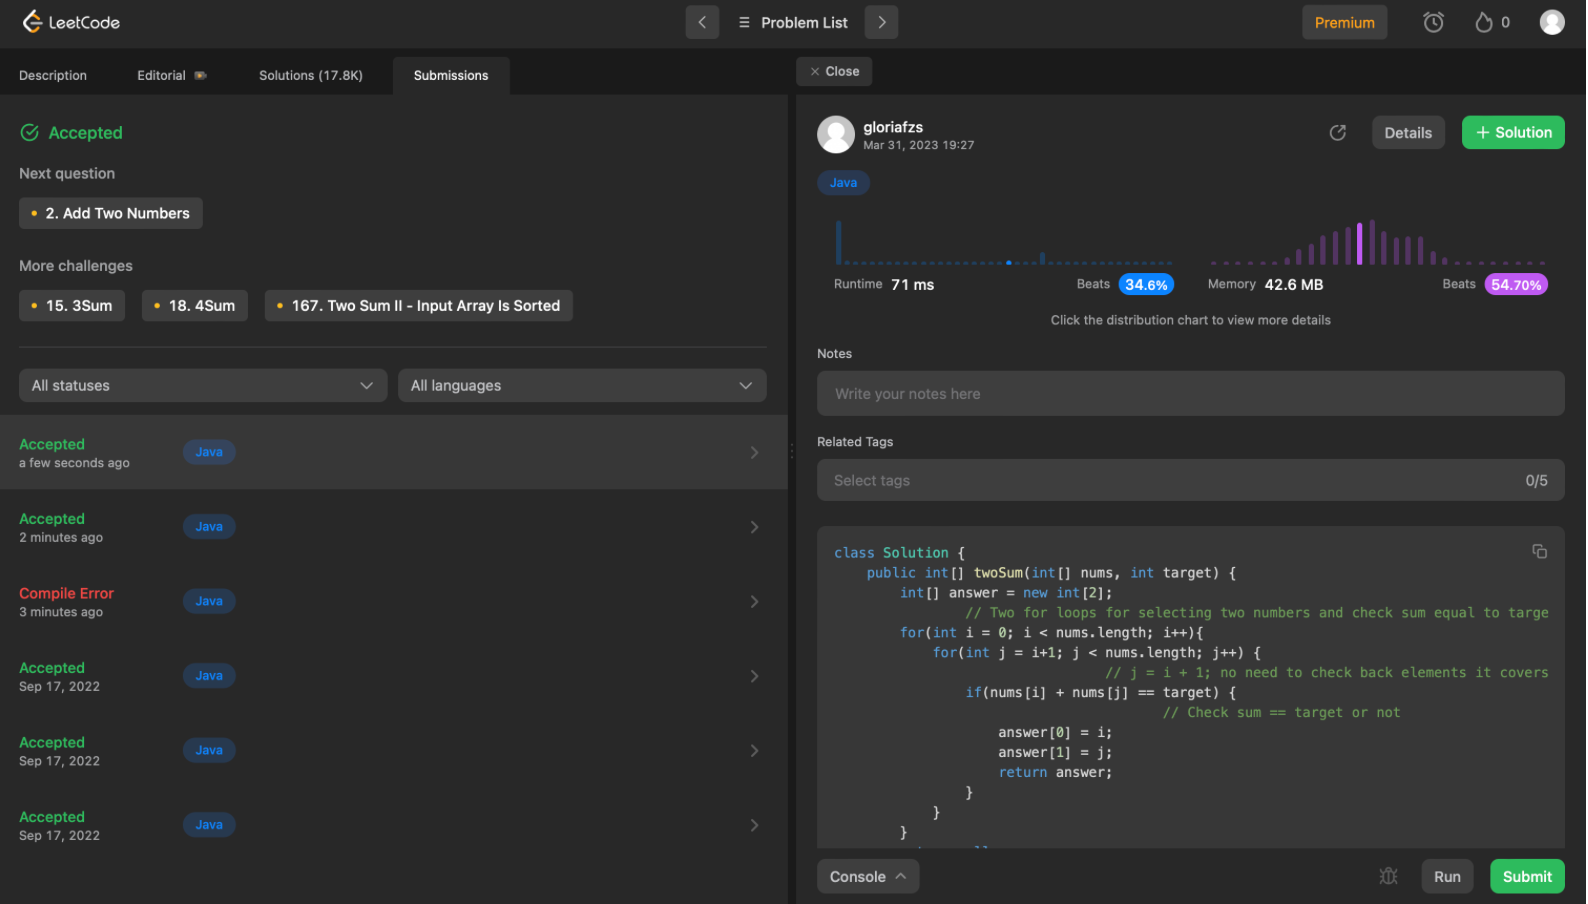 LeetCode
Problem List
Premium
0
Description
Editorial
Solutions (17.8K)
Submissions
Close
Accepted
Next question
2. Add Two Numbers
More challenges
15. 3Sum
18. 4Sum
167. Two Sum II - Input Array Is Sorted
All statuses
All languages
Accepted
Java
a few seconds ago
Accepted
Java
2 minutes ago
Compile Error
Java
3 minutes ago
Accepted
Java
Sep 17, 2022
Accepted
Java
Sep 17, 2022
Accepted
Java
Sep 17, 2022
gloriafzs
Mar 31, 2023 19:27
Details
+ Solution
Java
Runtime 71 ms
Beats 34.6%
Memory 42.6 MB
Beats 54.70%
Click the distribution chart to view more details
Notes
Write your notes here
Related Tags
Select tags
0/5
class Solution {
public int[] twoSum(int[] nums, int target) {
int[] answer = new int[2];
// Two for loops for selecting two numbers and check sum equal to targe
for(int i = 0; i < nums.length; i++){
for(int j = i+1; j < nums.length; j++) {
// j = i + 1; no need to check back elements it covers
if(nums[i] + nums[j] == target) {
// Check sum == target or not
answer[0] = i;
answer[1] = j;
return answer;
}
}
}
Console
Run
Submit